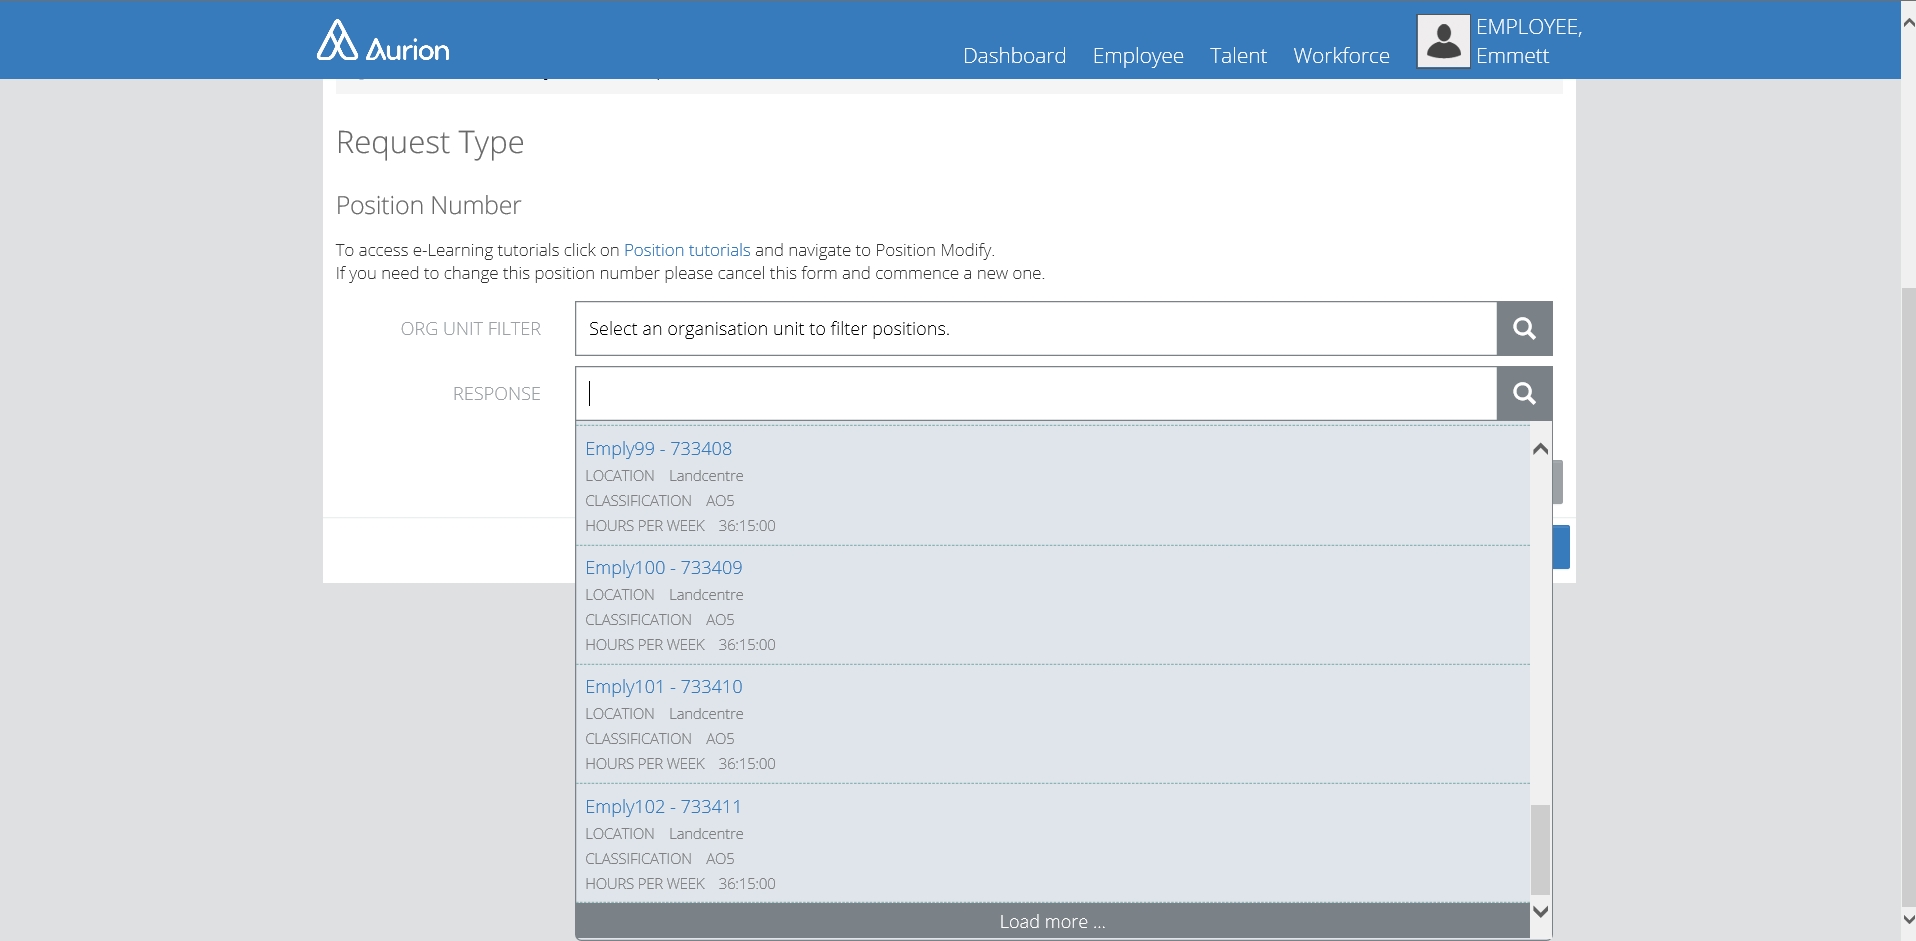 Aurion
Dashboard
Employee
Talent
Workforce
EMPLOYEE,
Emmett
Request Type
Position Number
To access e-Learning tutorials click on Position tutorials and navigate to Position Modify.
If you need to change this position number please cancel this form and commence a new one.
ORG UNIT FILTER
Select an organisation unit to filter positions.
RESPONSE
Emply99 - 733408
LOCATION Landcentre
CLASSIFICATION AO5
HOURS PER WEEK 36:15:00
Emply100 - 733409
LOCATION Landcentre
CLASSIFICATION AO5
HOURS PER WEEK 36:15:00
Emply101 - 733410
LOCATION Landcentre
CLASSIFICATION AO5
HOURS PER WEEK 36:15:00
Emply102 - 733411
LOCATION Landcentre
CLASSIFICATION AO5
HOURS PER WEEK 36:15:00
Load more ...